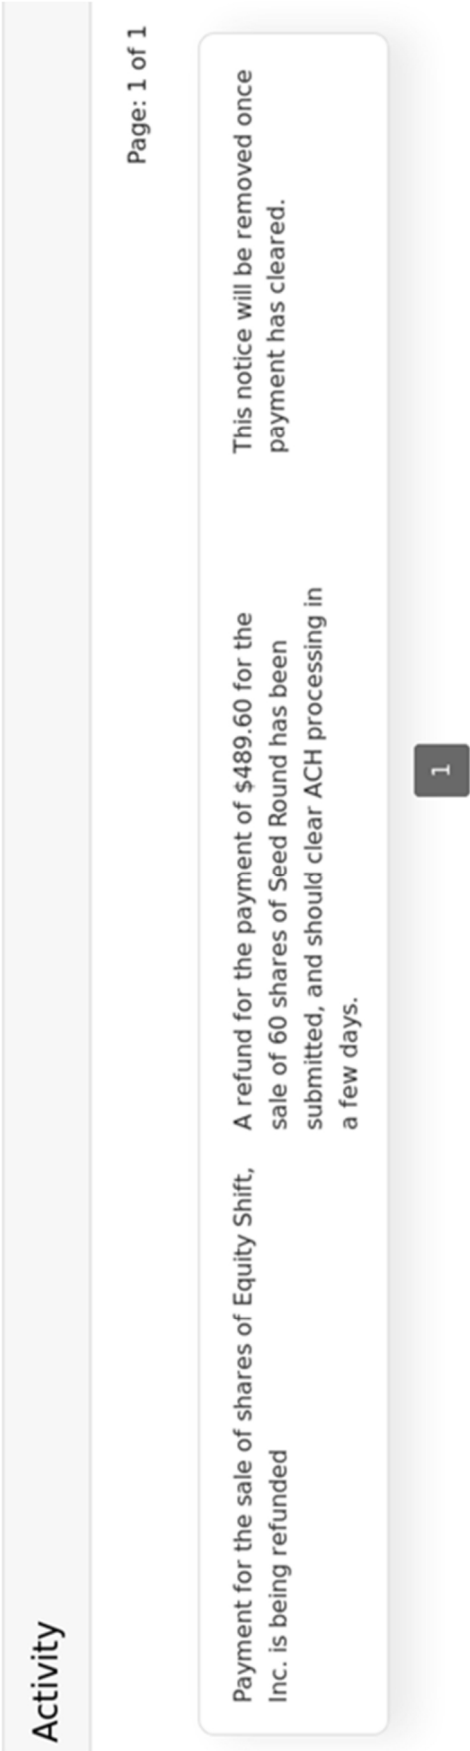 Activity
Page: 1 of 1
Payment for the sale of shares of Equity Shift,
Inc. is being refunded
A refund for the payment of $489.60 for the
sale of 60 shares of Seed Round has been
submitted, and should clear ACH processing in
a few days.
This notice will be removed once
payment has cleared.
1